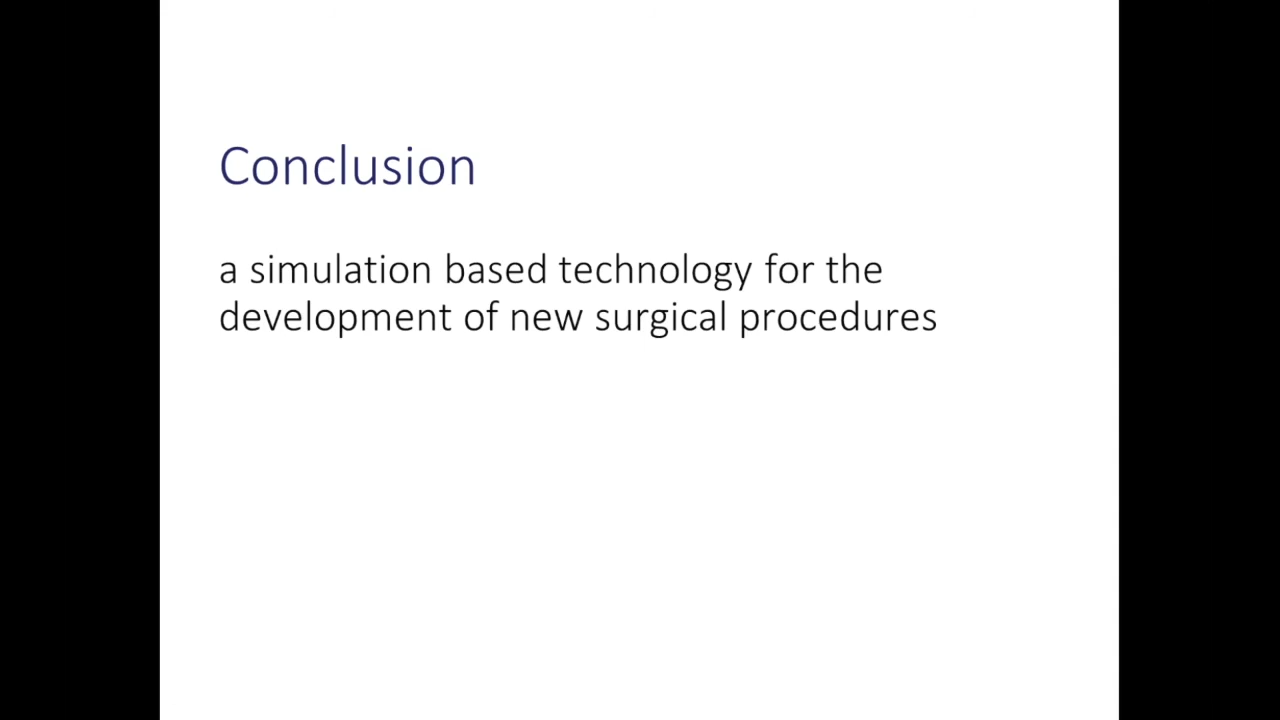 Conclusion
a simulation based technology for the
development of new surgical procedures